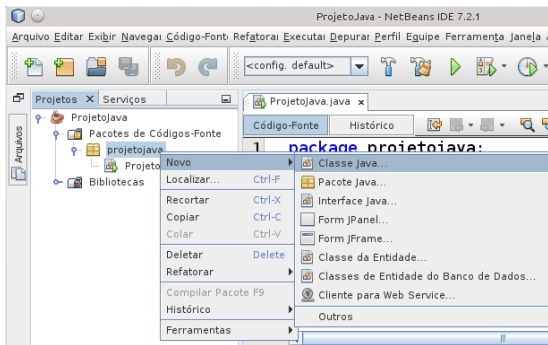 ProjetoJava - NetBeans IDE 7.2.1
Arquivo Editar Exibir Navegar Código-Fonte Refatorar Executar Depurar Perfil Equipe Ferramentas Janela
<config. default>
Projetos Serviços
ProjetoJava.java
Arquivos
ProjetoJava
Código-Fonte Histórico
Pacotes de Códigos-Fonte
projetojava
1 package projetojava;
Projeto
Bibliotecas
Novo
Localizar... Ctrl-F
Recortar Ctrl-X
Copiar Ctrl-C
Colar Ctrl-V
Deletar Delete
Refatorar
Compilar Pacote F9
Histórico
Ferramentas
Classe Java...
Pacote Java...
Interface Java...
Form JPanel...
Form JFrame...
Classe da Entidade...
Classes de Entidade do Banco de Dados...
Cliente para Web Service...
Outros